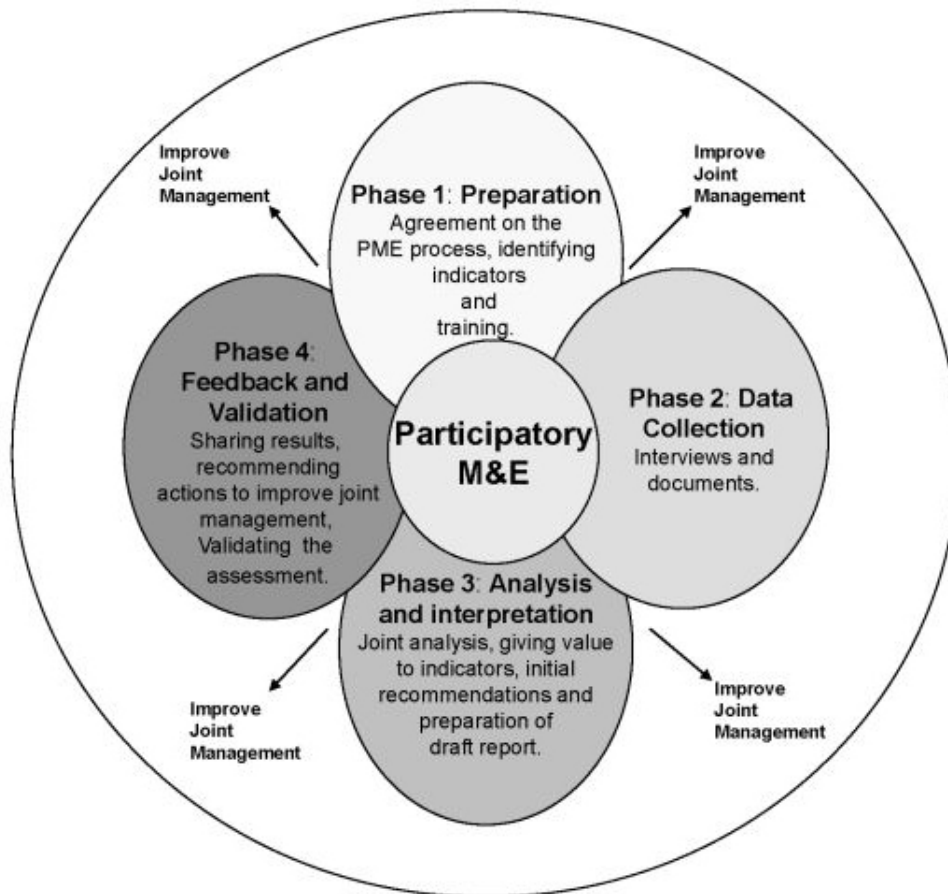 Improve
Joint
Management
Improve
Joint
Management
Phase 1: Preparation
Agreement on the
PME process, identifying
indicators
and
training.
Phase 2: Data
Collection
Interviews and
documents.
Participatory
M&E
Phase 4:
Feedback and
Validation
Sharing results,
recommending
actions to improve joint
management,
Validating the
assessment.
Phase 3: Analysis
and interpretation
Joint analysis, giving value
to indicators, initial
recommendations and
preparation of
draft report.
Improve
Joint
Management
Improve
Joint
Management